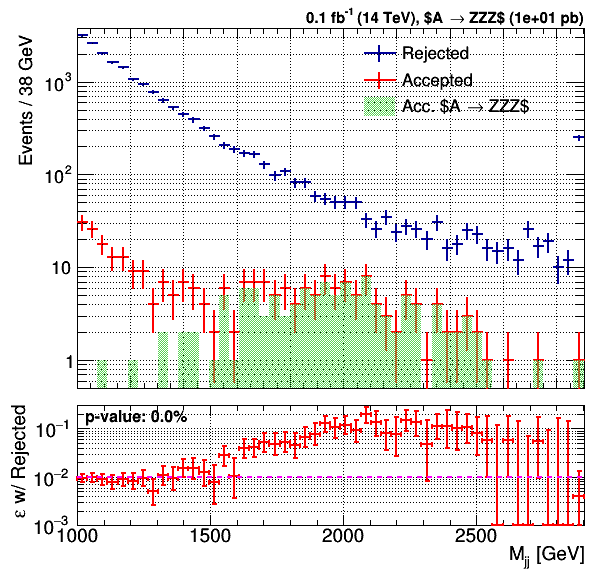 0.1 fb⁻¹ (14 TeV), $A → ZZZ$ (1e+01 pb)
Events / 38 GeV
Rejected
Accepted
Acc. $A → ZZZ$
10³
10²
10
1
p-value: 0.0%
ε w/ Rejected
10⁻¹
10⁻²
10⁻³
1000 1500 2000 2500
M_jj [GeV]